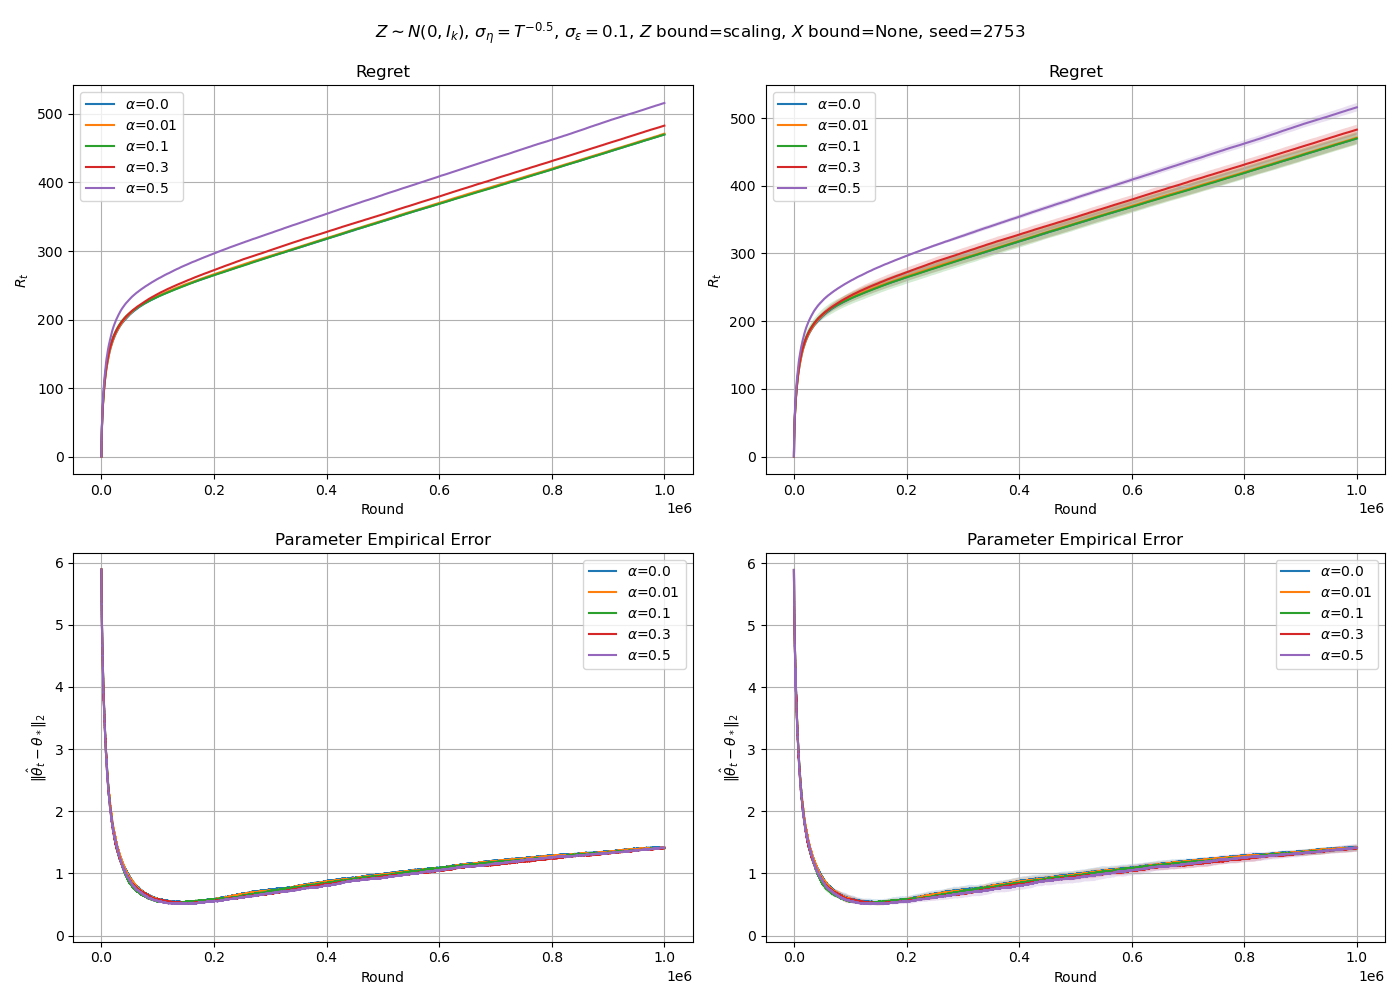 Z ~ N(0, I_k), σ_η = T^{-0.5}, σ_ε = 0.1, Z bound=scaling, X bound=None, seed=2753
Regret
R_t
500
400
300
200
100
0
α=0.0
α=0.01
α=0.1
α=0.3
α=0.5
0.0 0.2 0.4 0.6 0.8 1.0
1e6
Round
Regret
R_t
500
400
300
200
100
0
α=0.0
α=0.01
α=0.1
α=0.3
α=0.5
0.0 0.2 0.4 0.6 0.8 1.0
1e6
Round
Parameter Empirical Error
‖θ̂_t − θ_*‖_2
6
5
4
3
2
1
0
α=0.0
α=0.01
α=0.1
α=0.3
α=0.5
0.0 0.2 0.4 0.6 0.8 1.0
1e6
Round
Parameter Empirical Error
‖θ̂_t − θ_*‖_2
6
5
4
3
2
1
0
α=0.0
α=0.01
α=0.1
α=0.3
α=0.5
0.0 0.2 0.4 0.6 0.8 1.0
1e6
Round